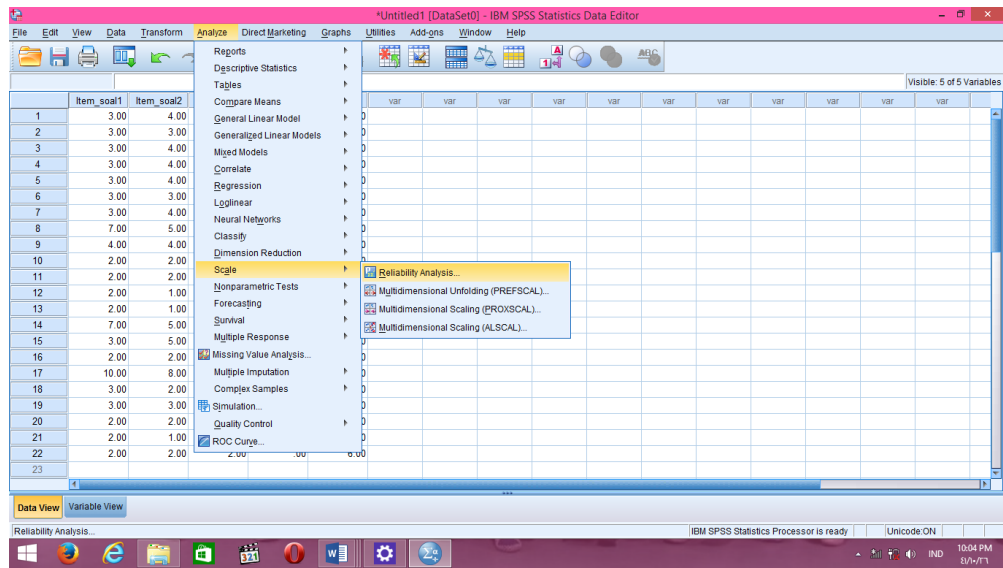 *Untitled1 [DataSet0] - IBM SPSS Statistics Data Editor
File Edit View Data Transform Analyze Direct Marketing Graphs Utilities Add-ons Window Help
Visible: 5 of 5 Variables
Item_soal1 Item_soal2 var var var var var var var var var var var
1 3.00 4.00
2 3.00 3.00
3 3.00 4.00
4 3.00 4.00
5 3.00 4.00
6 3.00 3.00
7 3.00 4.00
8 7.00 5.00
9 4.00 4.00
10 2.00 2.00
11 2.00 2.00
12 2.00 1.00
13 2.00 1.00
14 7.00 5.00
15 3.00 5.00
16 2.00 2.00
17 10.00 8.00
18 3.00 2.00
19 3.00 3.00
20 2.00 2.00
21 2.00 1.00
22 2.00 2.00 2.00 .00 6.00
23
Reports
Descriptive Statistics
Tables
Compare Means
General Linear Model
Generalized Linear Models
Mixed Models
Correlate
Regression
Loglinear
Neural Networks
Classify
Dimension Reduction
Scale
Nonparametric Tests
Forecasting
Survival
Multiple Response
Missing Value Analysis...
Multiple Imputation
Complex Samples
Simulation...
Quality Control
ROC Curve...
Reliability Analysis...
Multidimensional Unfolding (PREFSCAL)...
Multidimensional Scaling (PROXSCAL)...
Multidimensional Scaling (ALSCAL)...
Data View Variable View
Reliability Analysis...
IBM SPSS Statistics Processor is ready
Unicode:ON
IND
10:04 PM